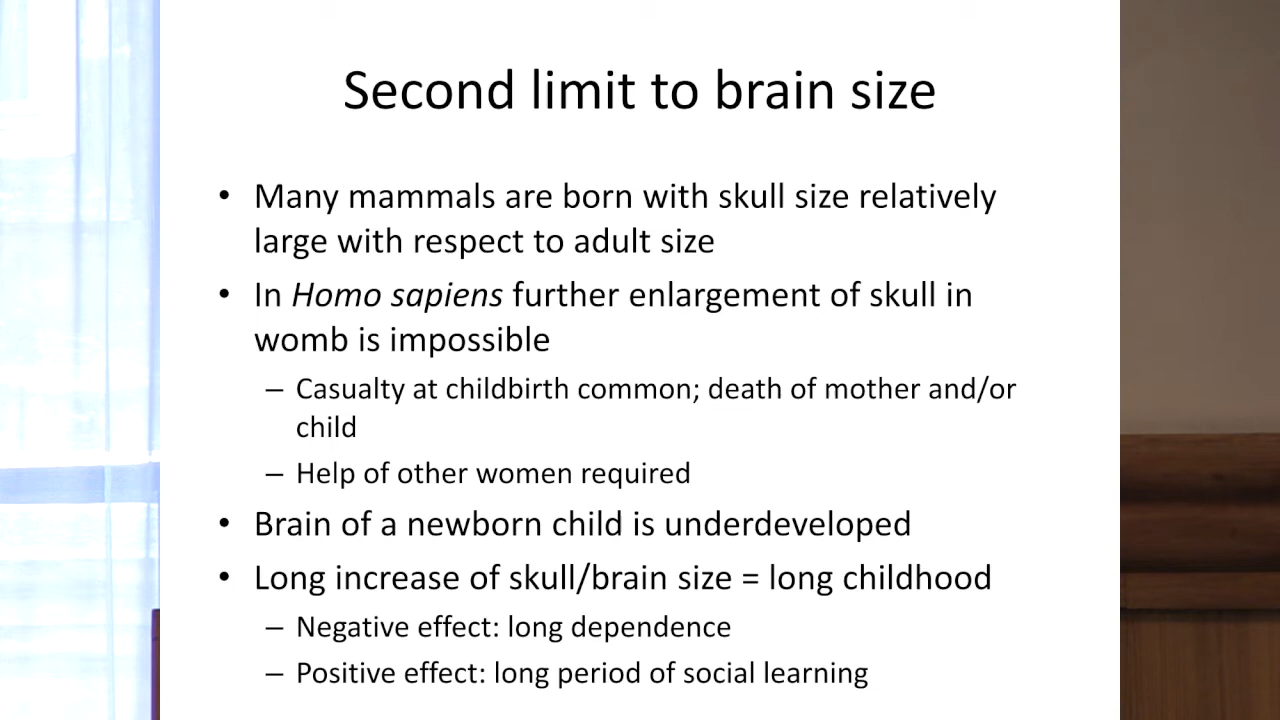 Second limit to brain size
• Many mammals are born with skull size relatively
large with respect to adult size
• In Homo sapiens further enlargement of skull in
womb is impossible
– Casualty at childbirth common; death of mother and/or
child
– Help of other women required
• Brain of a newborn child is underdeveloped
• Long increase of skull/brain size = long childhood
– Negative effect: long dependence
– Positive effect: long period of social learning